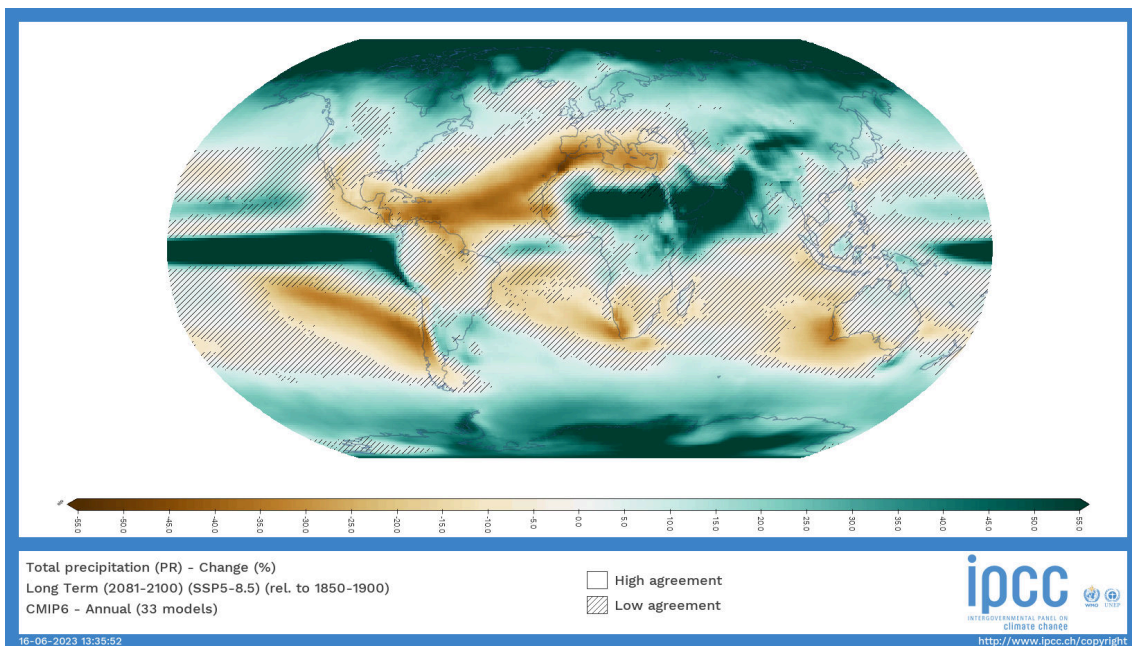 %
-55.0 -50.0 -45.0 -40.0 -35.0 -30.0 -25.0 -20.0 -15.0 -10.0 -5.0 0.0 5.0 10.0 15.0 20.0 25.0 30.0 35.0 40.0 45.0 50.0 55.0
Total precipitation (PR) - Change (%)
Long Term (2081-2100) (SSP5-8.5) (rel. to 1850-1900)
CMIP6 - Annual (33 models)
High agreement
Low agreement
ipcc
INTERGOVERNMENTAL PANEL ON
climate change
WMO
UNEP
16-06-2023 13:35:52
http://www.ipcc.ch/copyright